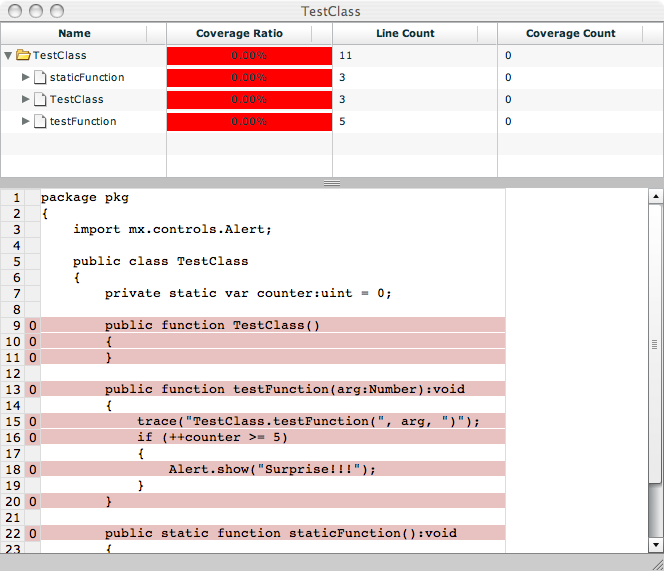 TestClass
Name Coverage Ratio Line Count Coverage Count
TestClass 0.00% 11 0
staticFunction 0.00% 3 0
TestClass 0.00% 3 0
testFunction 0.00% 5 0
1 package pkg
2 {
3 import mx.controls.Alert;
4
5 public class TestClass
6 {
7 private static var counter:uint = 0;
8
9 0 public function TestClass()
10 0 {
11 0 }
12
13 0 public function testFunction(arg:Number):void
14 {
15 0 trace("TestClass.testFunction(", arg, ")");
16 0 if (++counter >= 5)
17 {
18 0 Alert.show("Surprise!!!");
19 }
20 0 }
21
22 0 public static function staticFunction():void
23 {